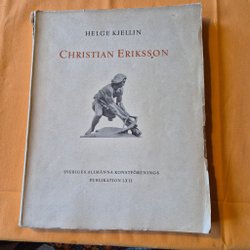 HELGE KJELLIN
CHRISTIAN ERIKSSON
SVERIGES ALLMÄNNA KONSTFÖRENINGS
PUBLIKATION LXII